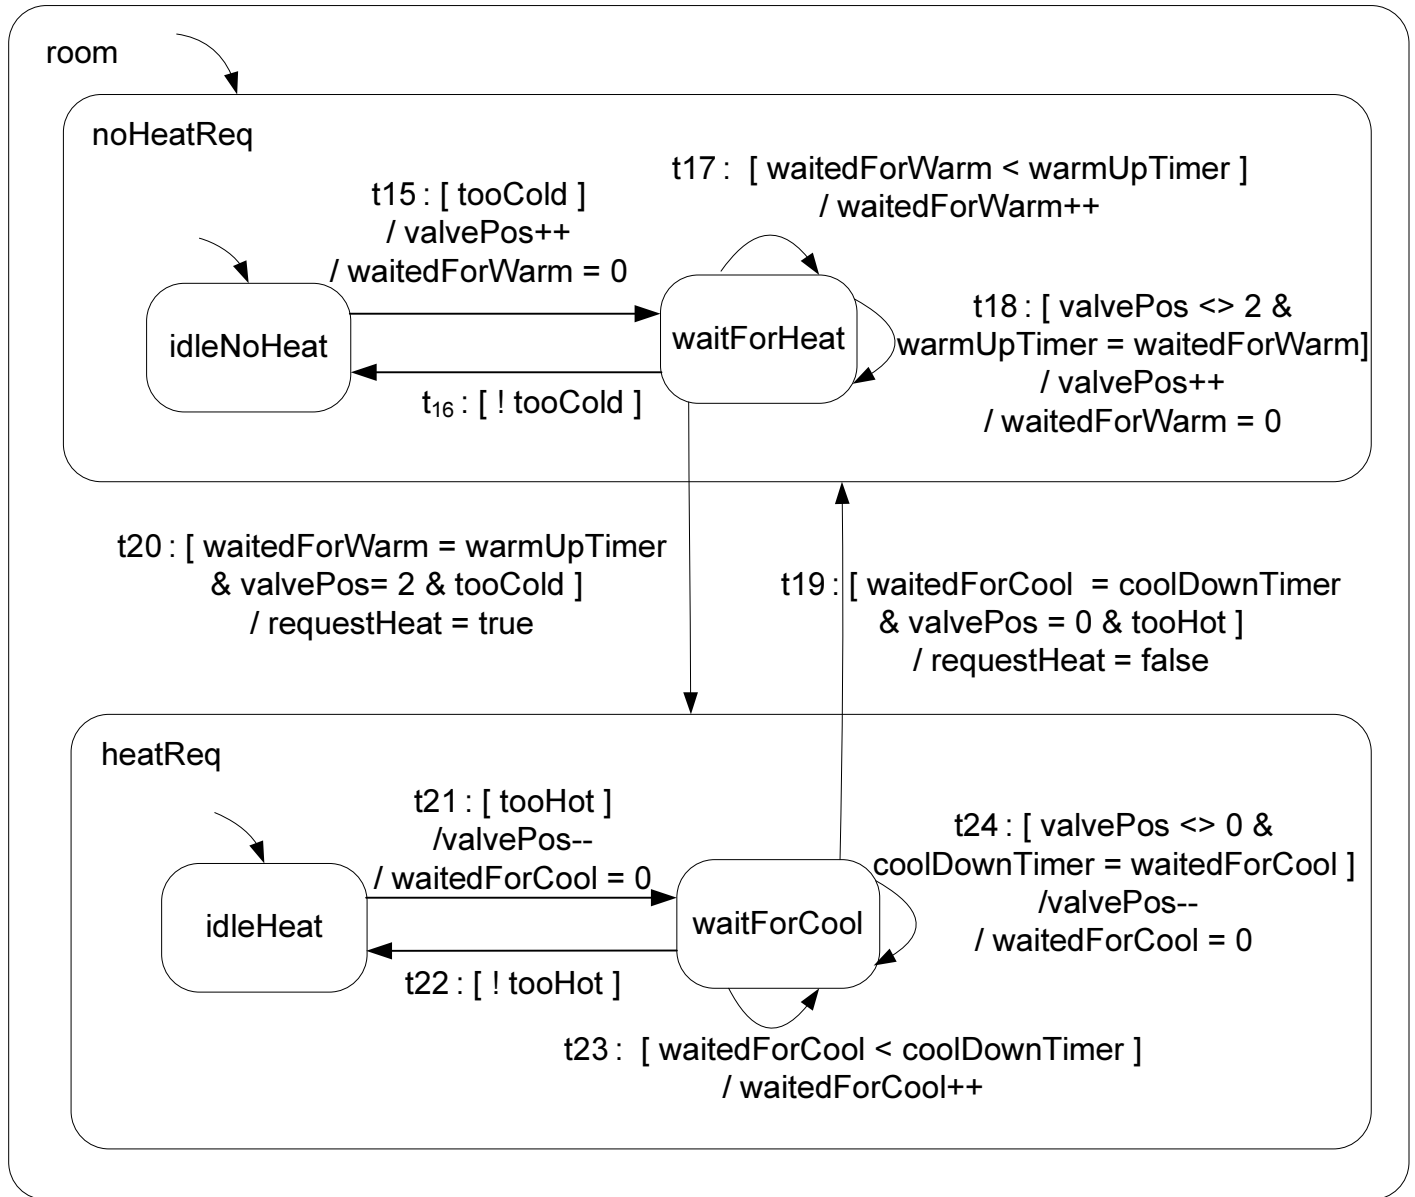 room
noHeatReq
t15 : [ tooCold ]
/ valvePos++
/ waitedForWarm = 0
t17 :  [ waitedForWarm < warmUpTimer ]
/ waitedForWarm++
idleNoHeat
waitForHeat
t18 : [ valvePos <> 2 &
warmUpTimer = waitedForWarm]
/ valvePos++
/ waitedForWarm = 0
t16 : [ ! tooCold ]
t20 : [ waitedForWarm = warmUpTimer
& valvePos= 2 & tooCold ]
/ requestHeat = true
t19 : [ waitedForCool  = coolDownTimer
& valvePos = 0 & tooHot ]
/ requestHeat = false
heatReq
t21 : [ tooHot ]
/valvePos--
/ waitedForCool = 0
idleHeat
waitForCool
t24 : [ valvePos <> 0 &
coolDownTimer = waitedForCool ]
/valvePos--
/ waitedForCool = 0
t22 : [ ! tooHot ]
t23 :  [ waitedForCool < coolDownTimer ]
/ waitedForCool++